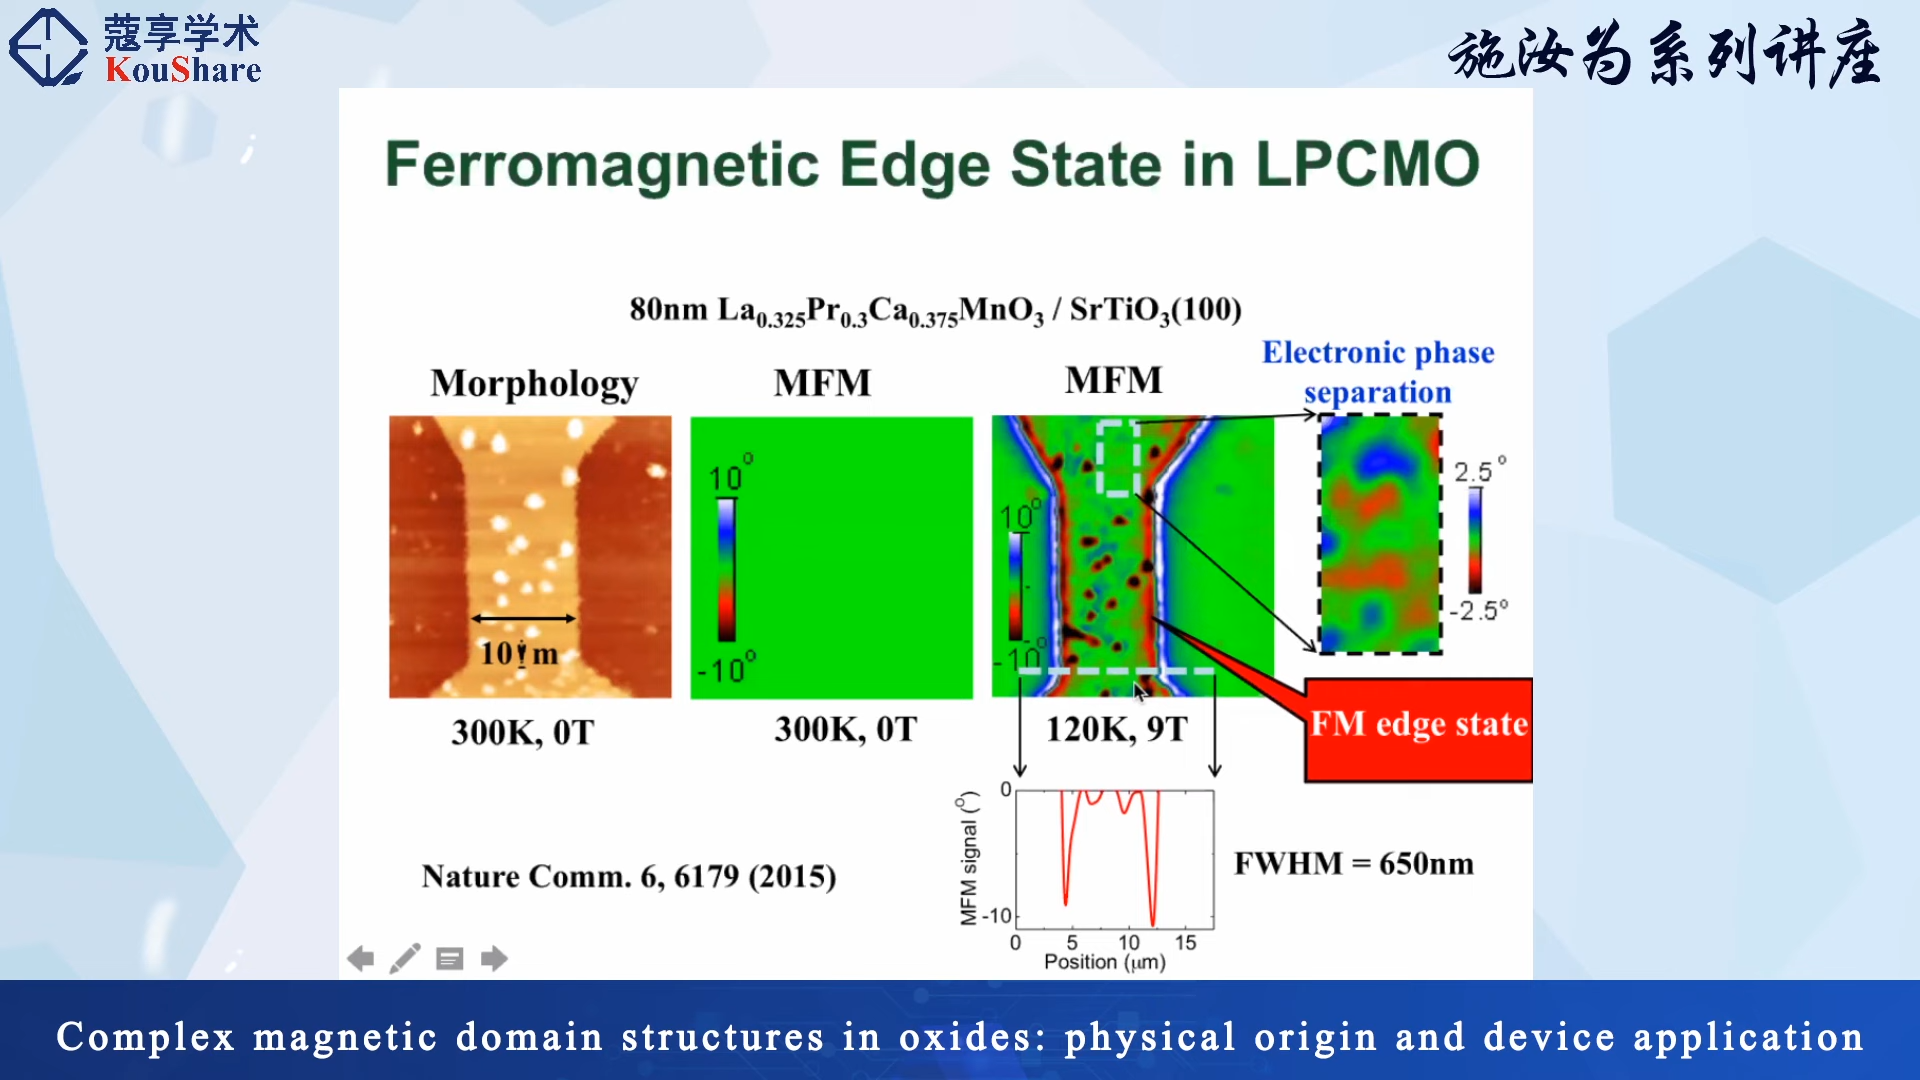 蔻享学术
KouShare
施汝为系列讲座
Ferromagnetic Edge State in LPCMO
80nm La0.325Pr0.3Ca0.375MnO3 / SrTiO3(100)
Electronic phase
separation
Morphology
MFM
MFM
10°
-10°
10°
-10°
2.5°
-2.5°
10 m
300K, 0T
300K, 0T
120K, 9T
FM edge state
MFM signal (°)
0
-10
0 5 10 15
Position (μm)
FWHM = 650nm
Nature Comm. 6, 6179 (2015)
Complex magnetic domain structures in oxides: physical origin and device application